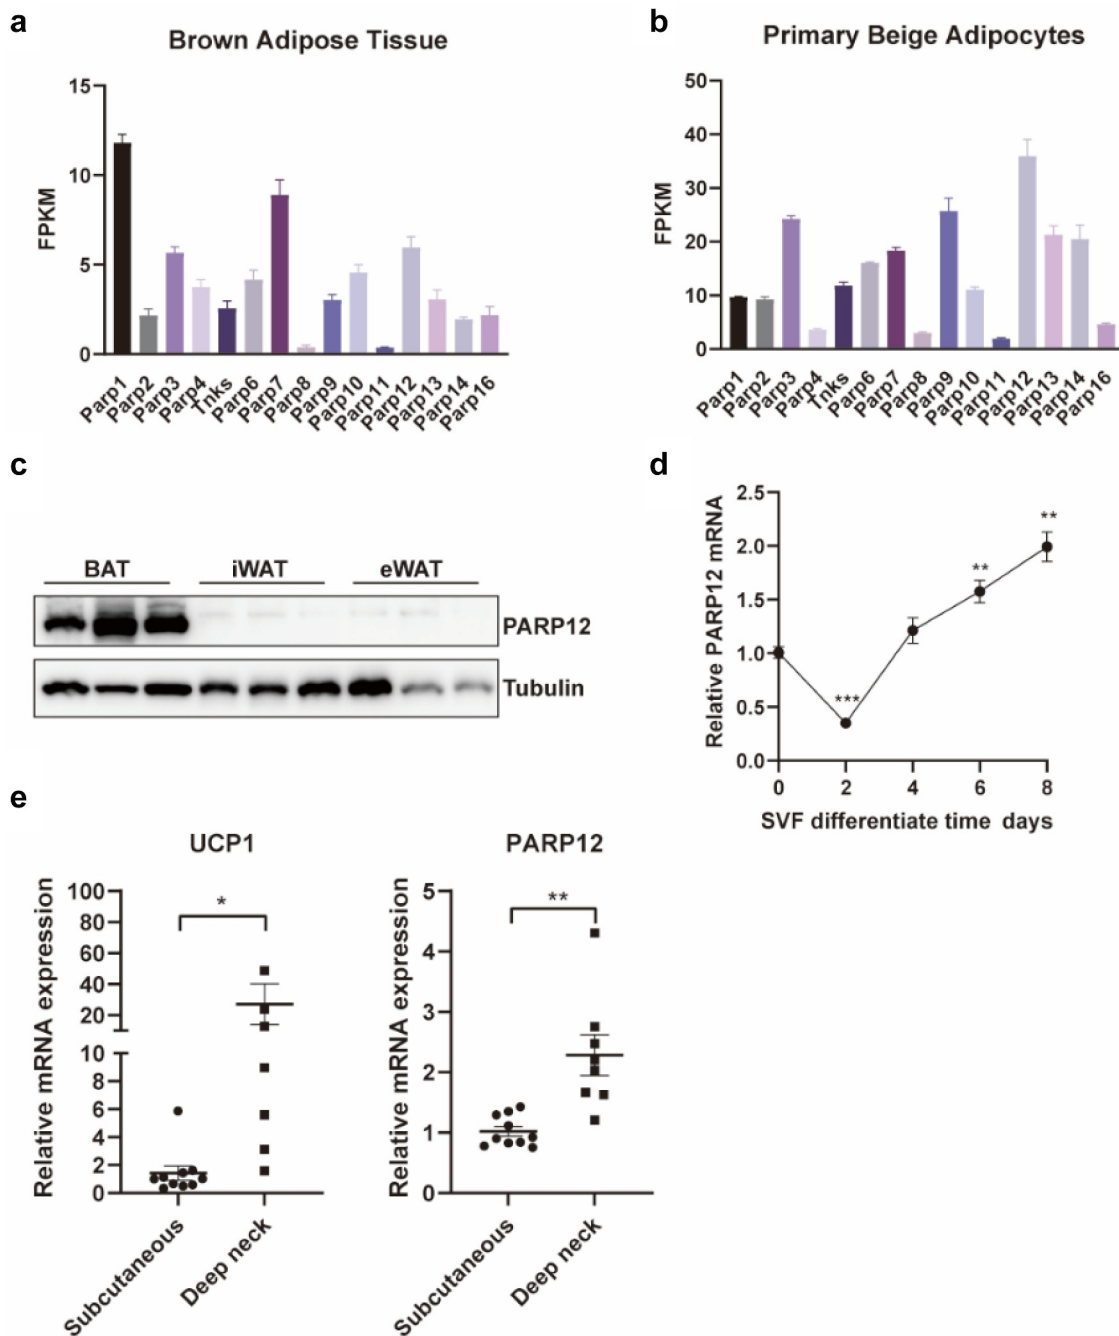 a
Brown Adipose Tissue
FPKM
15
10
5
0
Parp1
Parp2
Parp3
Parp4
Tnks
Parp6
Parp7
Parp8
Parp9
Parp10
Parp11
Parp12
Parp13
Parp14
Parp16
b
Primary Beige Adipocytes
FPKM
50
40
30
20
10
0
Parp1
Parp2
Parp3
Parp4
Tnks
Parp6
Parp7
Parp8
Parp9
Parp10
Parp11
Parp12
Parp13
Parp14
Parp16
c
BAT iWAT eWAT
PARP12
Tubulin
d
Relative PARP12 mRNA
2.5
2.0
1.5
1.0
0.5
0.0
***
**
**
0 2 4 6 8
SVF differentiate time days
e
UCP1
Relative mRNA expression
100
80
60
40
20
10
8
6
4
2
0
*
Subcutaneous
Deep neck
PARP12
Relative mRNA expression
5
4
3
2
1
0
**
Subcutaneous
Deep neck